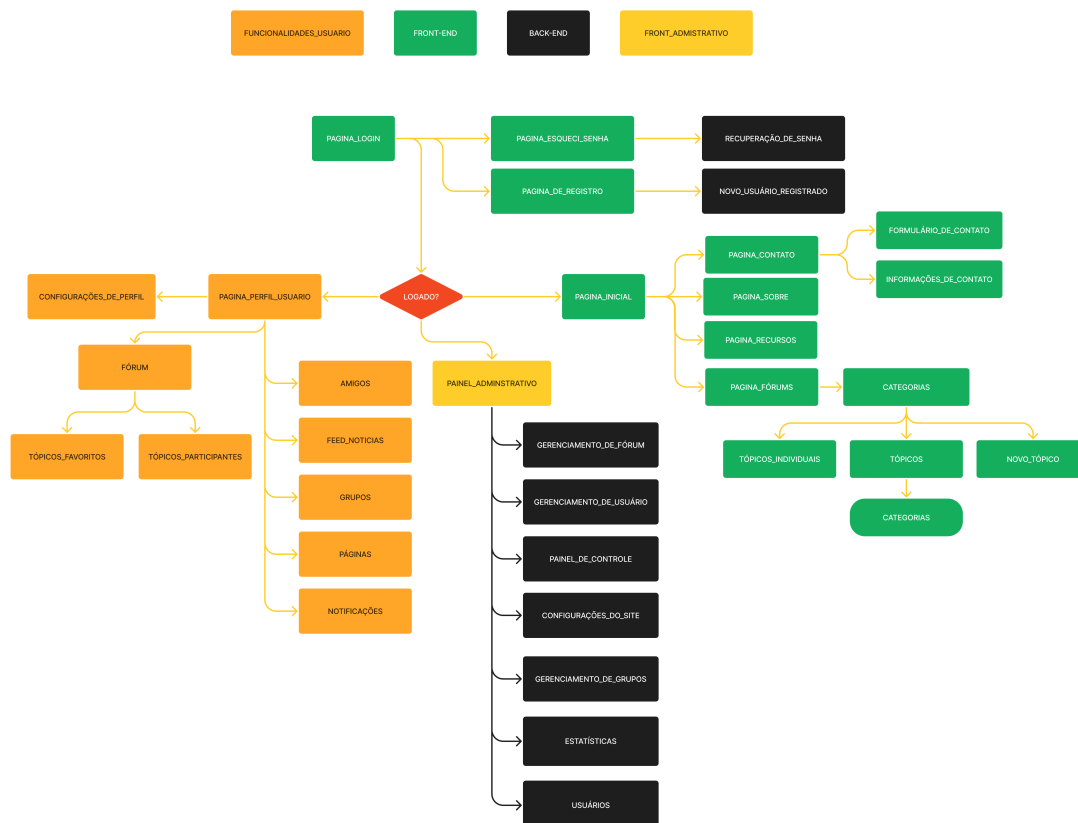 FUNCIONALIDADES_USUARIO
FRONT-END
BACK-END
FRONT_ADMISTRATIVO
PAGINA_LOGIN
PAGINA_ESQUECI_SENHA
RECUPERAÇÃO_DE_SENHA
PAGINA_DE_REGISTRO
NOVO_USUÁRIO_REGISTRADO
FORMULÁRIO_DE_CONTATO
PAGINA_CONTATO
INFORMAÇÕES_DE_CONTATO
CONFIGURAÇÕES_DE_PERFIL
PAGINA_PERFIL_USUARIO
LOGADO?
PAGINA_INICIAL
PAGINA_SOBRE
PAGINA_RECURSOS
FÓRUM
AMIGOS
PAINEL_ADMINSTRATIVO
PAGINA_FÓRUMS
CATEGORIAS
TÓPICOS_FAVORITOS
TÓPICOS_PARTICIPANTES
FEED_NOTICIAS
GERENCIAMENTO_DE_FÓRUM
TÓPICOS_INDIVIDUAIS
TÓPICOS
NOVO_TÓPICO
GRUPOS
GERENCIAMENTO_DE_USUÁRIO
CATEGORIAS
PÁGINAS
PAINEL_DE_CONTROLE
NOTIFICAÇÕES
CONFIGURAÇÕES_DO_SITE
GERENCIAMENTO_DE_GRUPOS
ESTATÍSTICAS
USUÁRIOS